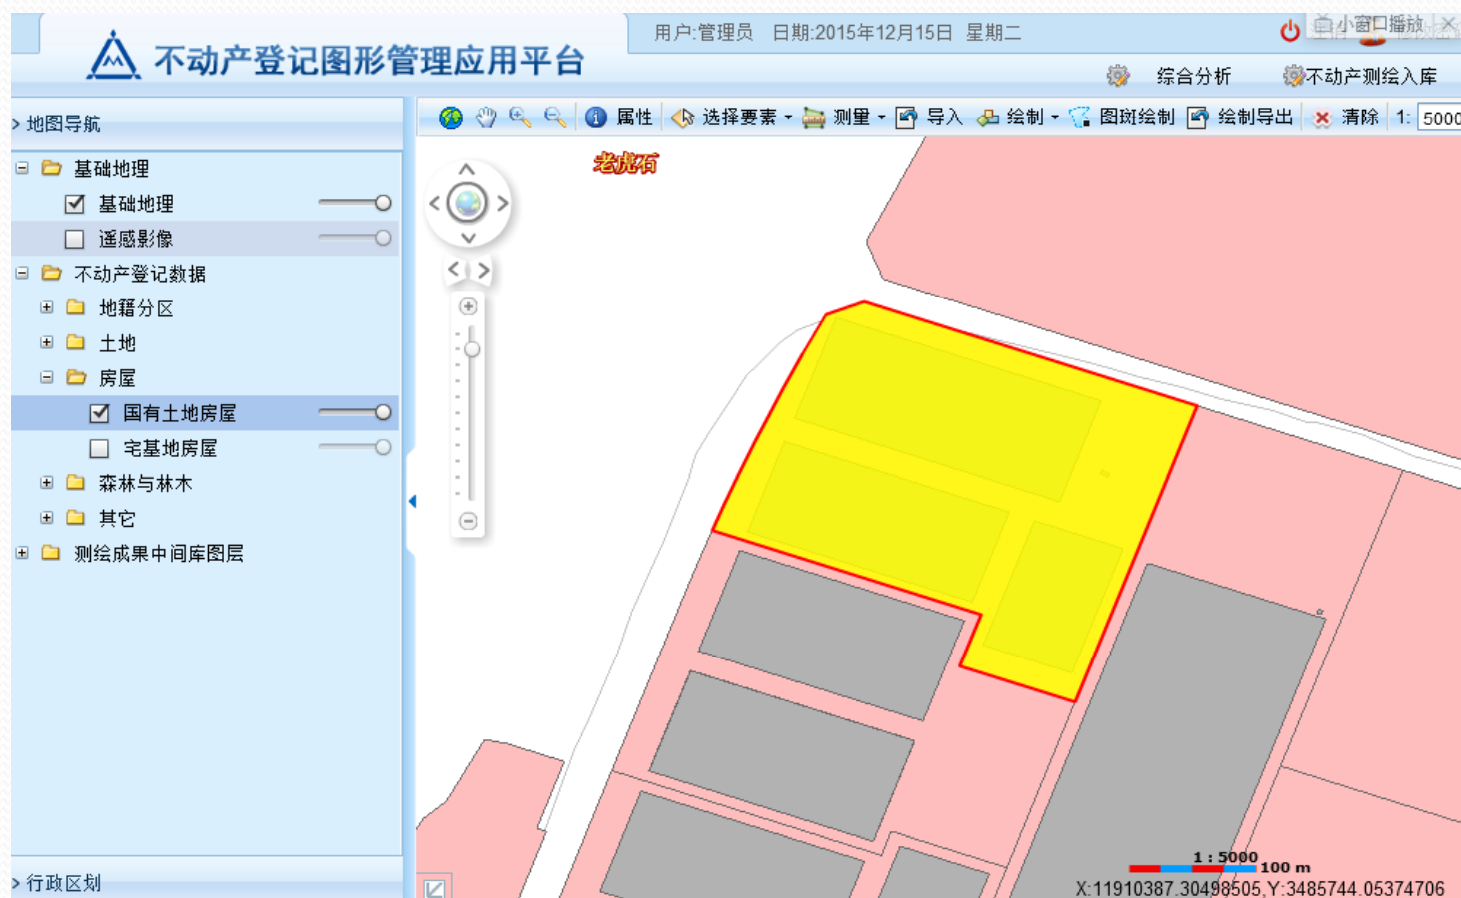 用户:管理员 日期:2015年12月15日 星期二
小窗口播放
不动产登记图形管理应用平台
综合分析 不动产测绘入库
> 地图导航
属性 选择要素 测量 导入 绘制 图斑绘制 绘制导出 清除 1: 5000
老虎石
基础地理
基础地理
遥感影像
不动产登记数据
地籍分区
土地
房屋
国有土地房屋
宅基地房屋
森林与林木
其它
测绘成果中间库图层
> 行政区划
1 : 5000
100 m
X:11910387.30498505,Y:3485744.05374706